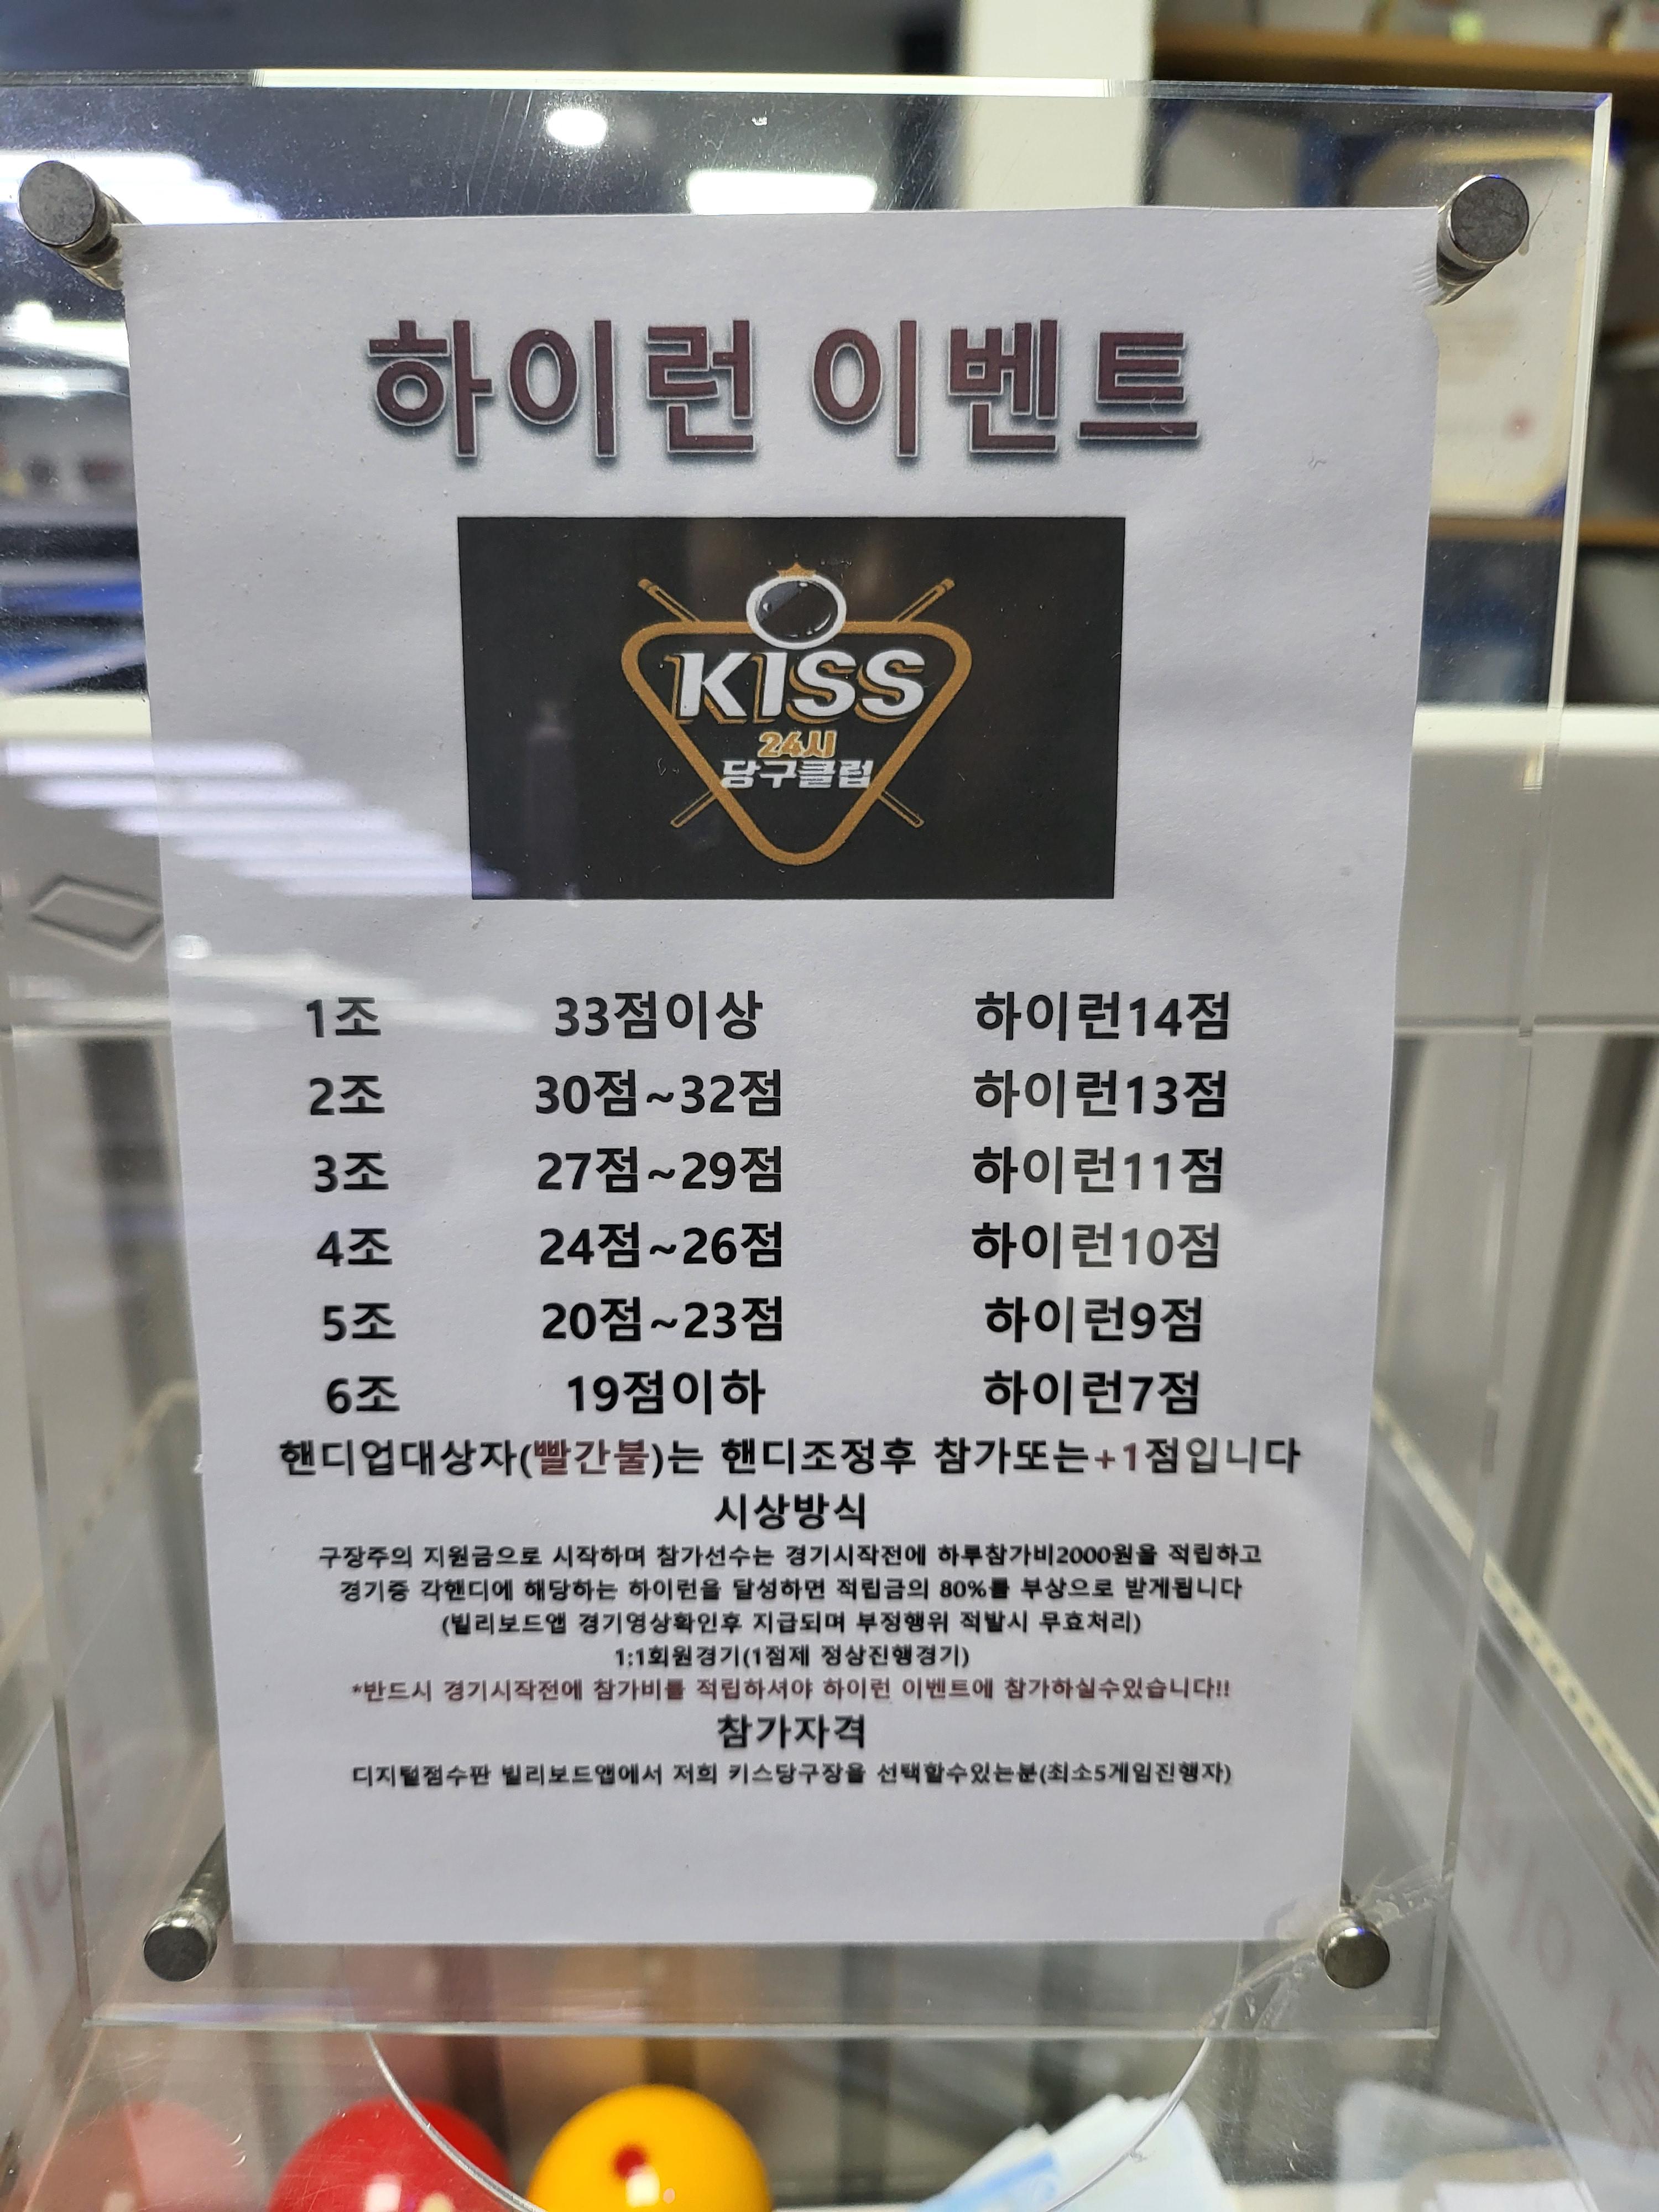 하이런 이벤트
KISS
24시
당구클럽
1조 33점이상 하이런14점
2조 30점~32점 하이런13점
3조 27점~29점 하이런11점
4조 24점~26점 하이런10점
5조 20점~23점 하이런9점
6조 19점이하 하이런7점
핸디업대상자(빨간불)는 핸디조정후 참가또는+1점입니다
시상방식
구장주의 지원금으로 시작하며 참가선수는 경기시작전에 하루참가비2000원을 적립하고
경기중 각핸디에 해당하는 하이런을 달성하면 적립금의 80%를 부상으로 받게됩니다
(빌리보드앱 경기영상확인후 지급되며 부정행위 적발시 무효처리)
1:1회원경기(1점제 정상진행경기)
*반드시 경기시작전에 참가비를 적립하셔야 하이런 이벤트에 참가하실수있습니다!!
참가자격
디지털점수판 빌리보드앱에서 저희 키스당구장을 선택할수있는분(최소5게임진행자)